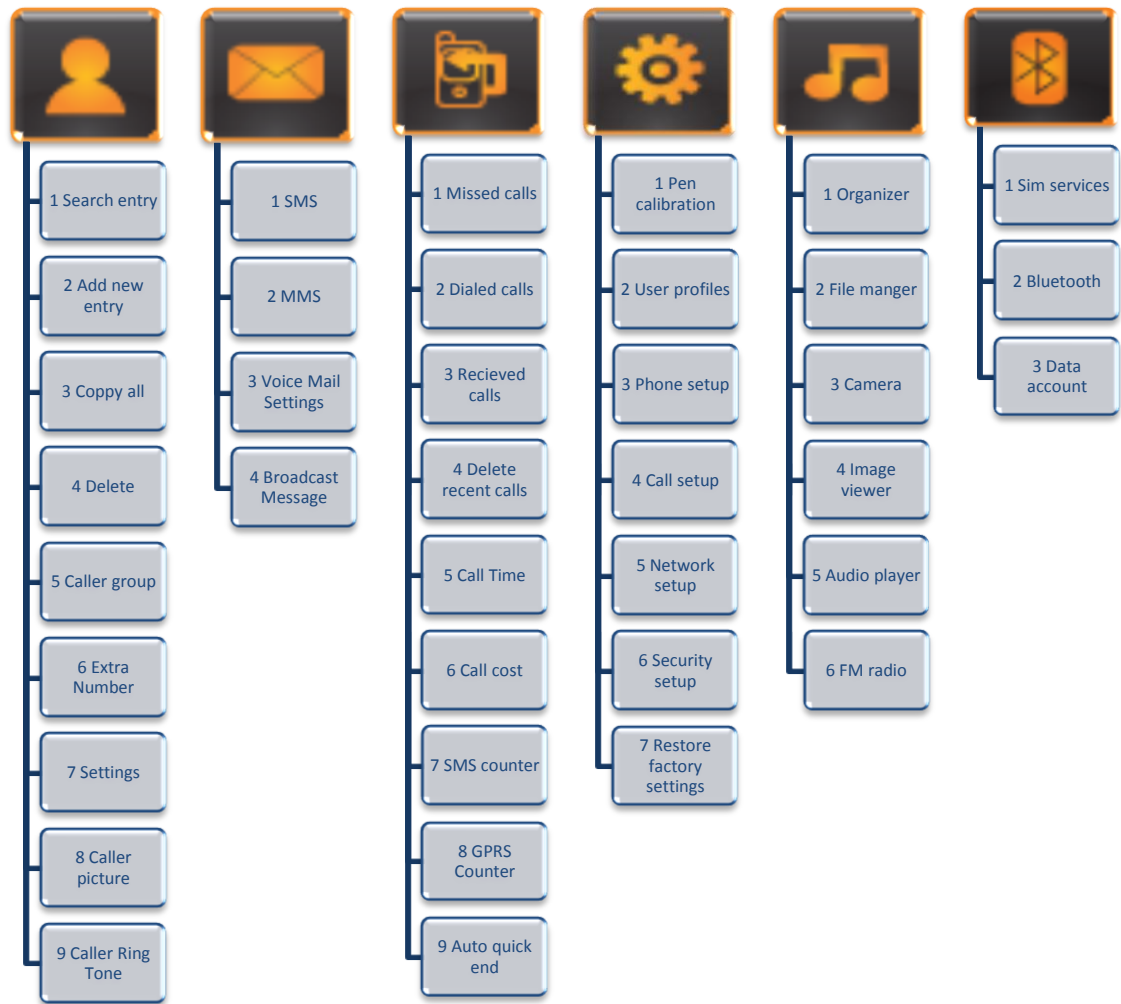 1 Search entry
2 Add new
entry
3 Coppy all
4 Delete
5 Caller group
6 Extra
Number
7 Settings
8 Caller
picture
9 Caller Ring
Tone
1 SMS
2 MMS
3 Voice Mail
Settings
4 Broadcast
Message
1 Missed calls
2 Dialed calls
3 Recieved
calls
4 Delete
recent calls
5 Call Time
6 Call cost
7 SMS counter
8 GPRS
Counter
9 Auto quick
end
1 Pen
calibration
2 User profiles
3 Phone setup
4 Call setup
5 Network
setup
6 Security
setup
7 Restore
factory
settings
1 Organizer
2 File manger
3 Camera
4 Image
viewer
5 Audio player
6 FM radio
1 Sim services
2 Bluetooth
3 Data
account